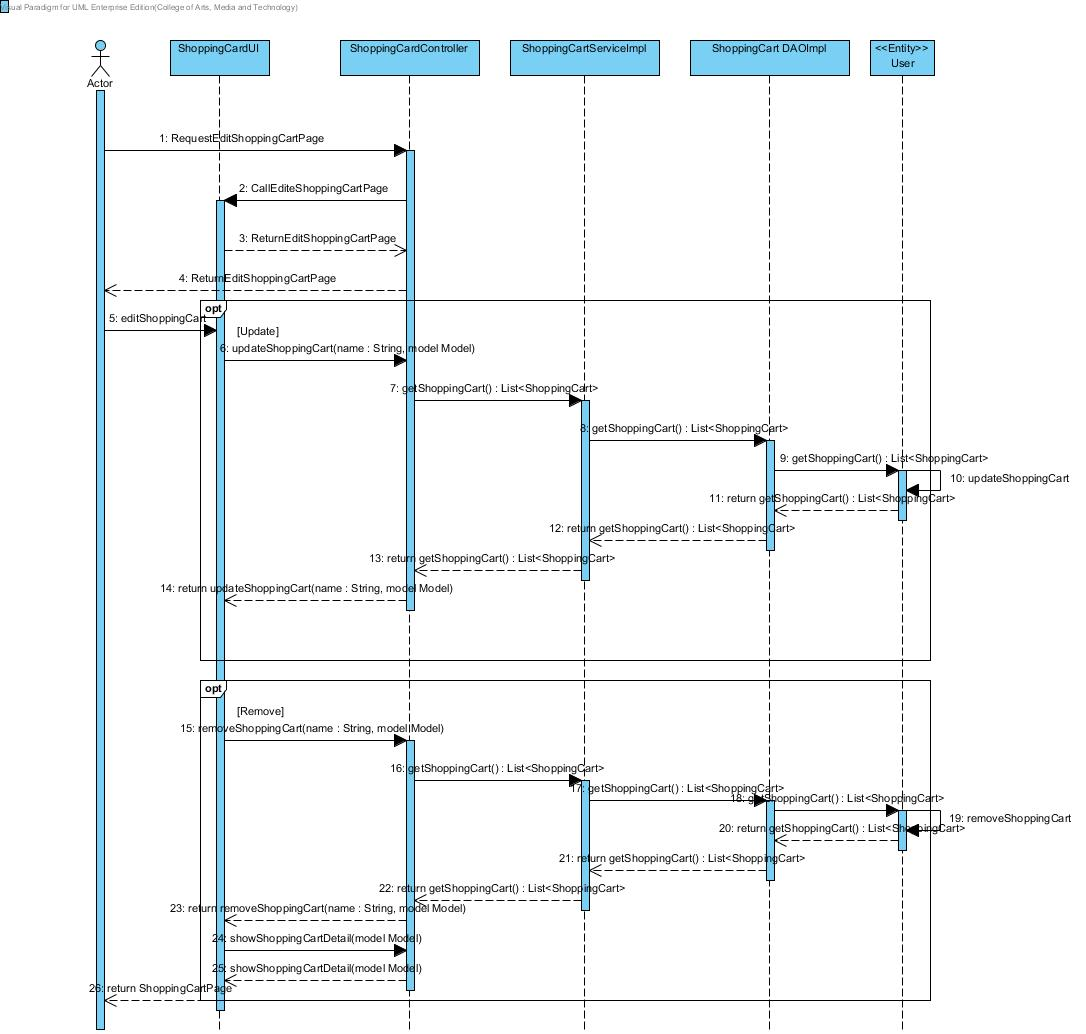 Visual Paradigm for UML Enterprise Edition(College of Arts, Media and Technology)
ShoppingCardUI
ShoppingCardController
ShoppingCartServiceImpl
ShoppingCart DAOImpl
<<Entity>>
User
Actor
1: RequestEditShoppingCartPage
2: CallEditeShoppingCartPage
3: ReturnEditShoppingCartPage
4: ReturnEditShoppingCartPage
opt
5: editShoppingCart
[Update]
6: updateShoppingCart(name : String, model Model)
7: getShoppingCart() : List<ShoppingCart>
8: getShoppingCart() : List<ShoppingCart>
9: getShoppingCart() : List<ShoppingCart>
10: updateShoppingCart
11: return getShoppingCart() : List<ShoppingCart>
12: return getShoppingCart() : List<ShoppingCart>
13: return getShoppingCart() : List<ShoppingCart>
14: return updateShoppingCart(name : String, model Model)
opt
[Remove]
15: removeShoppingCart(name : String, model Model)
16: getShoppingCart() : List<ShoppingCart>
17: getShoppingCart() : List<ShoppingCart>
18: getShoppingCart() : List<ShoppingCart>
19: removeShoppingCart
20: return getShoppingCart() : List<ShoppingCart>
21: return getShoppingCart() : List<ShoppingCart>
22: return getShoppingCart() : List<ShoppingCart>
23: return removeShoppingCart(name : String, model Model)
24: showShoppingCartDetail(model Model)
25: showShoppingCartDetail(model Model)
26: return ShoppingCartPage